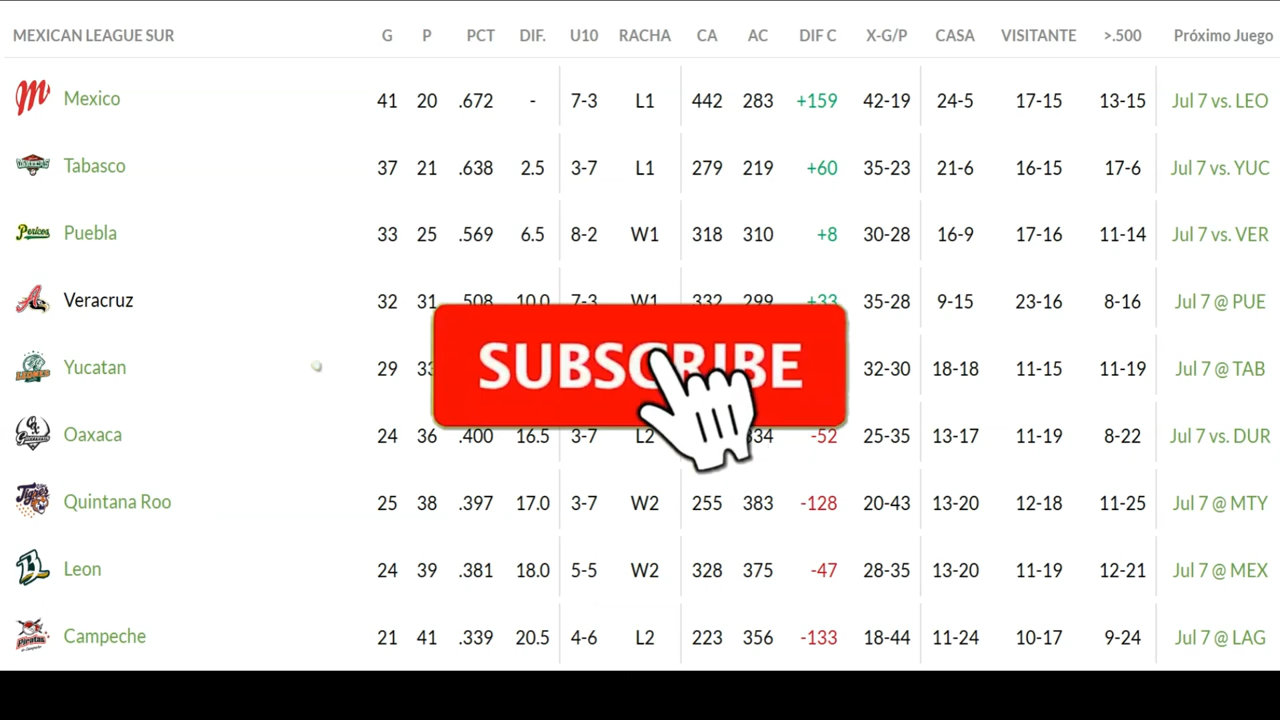 MEXICAN LEAGUE SUR G P PCT DIF. U10 RACHA CA AC DIF C X-G/P CASA VISITANTE >.500 Próximo Juego
Mexico 41 20 .672 - 7-3 L1 442 283 +159 42-19 24-5 17-15 13-15 Jul 7 vs. LEO
Tabasco 37 21 .638 2.5 3-7 L1 279 219 +60 35-23 21-6 16-15 17-6 Jul 7 vs. YUC
Puebla 33 25 .569 6.5 8-2 W1 318 310 +8 30-28 16-9 17-16 11-14 Jul 7 vs. VER
Veracruz 32 31 .508 10.0 7-3 W1 332 299 +33 35-28 9-15 23-16 8-16 Jul 7 @ PUE
SUBSCRIBE
Yucatan 29 32-30 18-18 11-15 11-19 Jul 7 @ TAB
Oaxaca 24 36 .400 16.5 3-7 L2 -52 25-35 13-17 11-19 8-22 Jul 7 vs. DUR
Quintana Roo 25 38 .397 17.0 3-7 W2 255 383 -128 20-43 13-20 12-18 11-25 Jul 7 @ MTY
Leon 24 39 .381 18.0 5-5 W2 328 375 -47 28-35 13-20 11-19 12-21 Jul 7 @ MEX
Campeche 21 41 .339 20.5 4-6 L2 223 356 -133 18-44 11-24 10-17 9-24 Jul 7 @ LAG